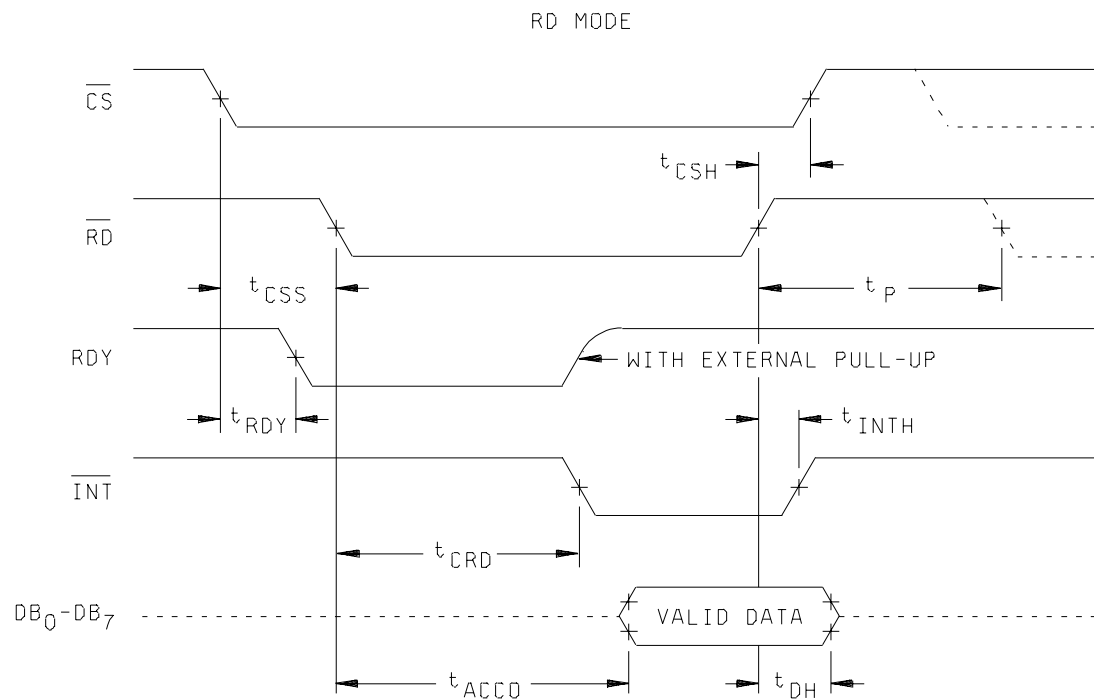 RD MODE
CS
tCSH
RD
tCSS
tP
RDY
WITH EXTERNAL PULL-UP
tRDY
tINTH
INT
tCRD
DB0-DB7
VALID DATA
tACCO
tDH